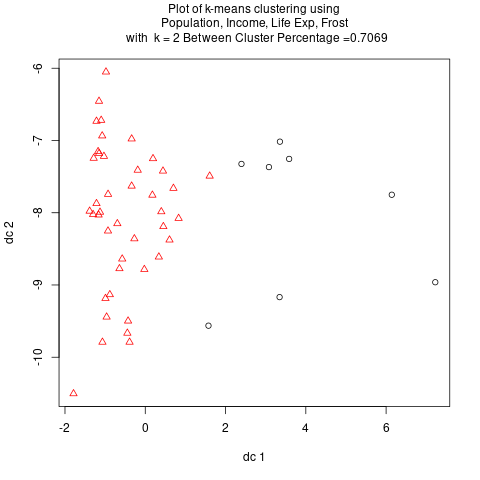 Plot of k-means clustering using
Population, Income, Life Exp, Frost
with k = 2 Between Cluster Percentage =0.7069
-6
-7
-8
-9
-10
dc 2
-2 0 2 4 6
dc 1